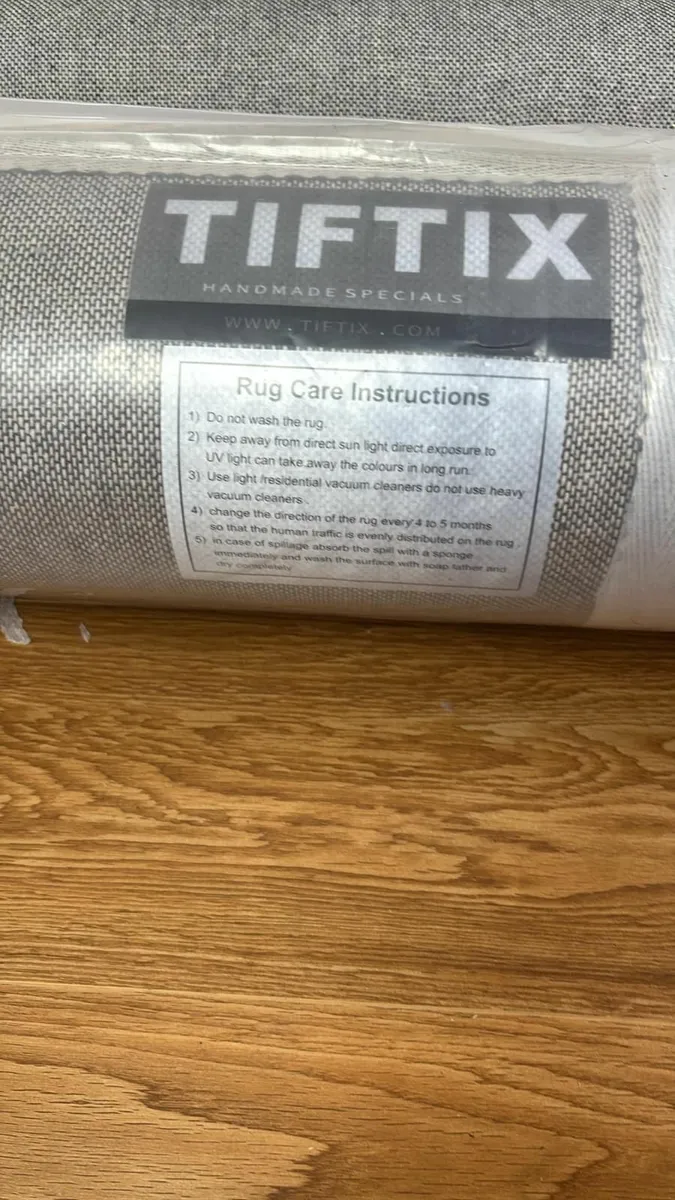 TIFTIX
HANDMADE SPECIALS
WWW.TIFTIX.COM
Rug Care Instructions
1) Do not wash the rug.
2) Keep away from direct sun light direct exposure to
UV light can take away the colours in long run.
3) Use light /residential vacuum cleaners do not use heavy
vacuum cleaners.
4) change the direction of the rug every 4 to 5 months
so that the human traffic is evenly distributed on the rug
5) in case of spillage absorb the spill with a sponge
immediately and wash the surface with soap lather and
dry completely